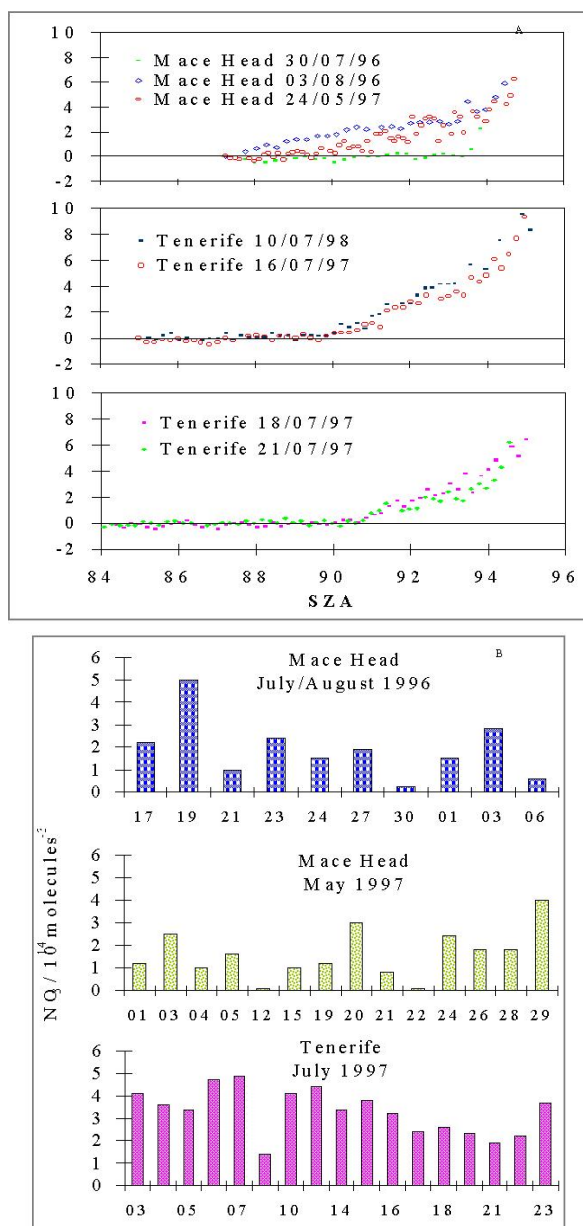 A
Mace Head 30/07/96
Mace Head 03/08/96
Mace Head 24/05/97
10
8
6
4
2
0
-2
Tenerife 10/07/98
Tenerife 16/07/97
10
8
6
4
2
0
-2
Tenerife 18/07/97
Tenerife 21/07/97
10
8
6
4
2
0
-2
84 86 88 90 92 94 96
SZA
B
Mace Head
July/August 1996
6
5
4
3
2
1
0
17 19 21 23 24 27 30 01 03 06
NO3 / 10^14 molecules^-3
Mace Head
May 1997
6
5
4
3
2
1
0
01 03 04 05 12 15 19 20 21 22 24 26 28 29
Tenerife
July 1997
6
5
4
3
2
1
0
03 05 07 10 14 16 18 21 23